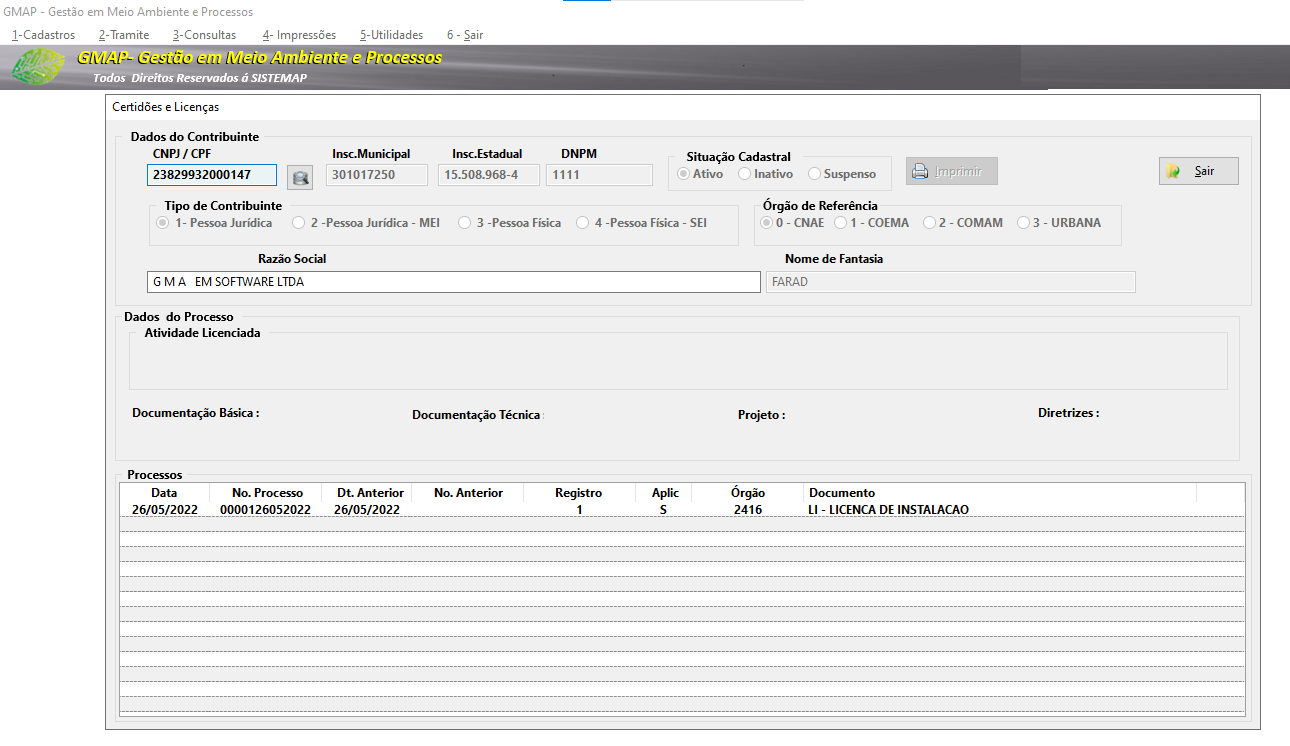 GMAP - Gestão em Meio Ambiente e Processos
1-Cadastros 2-Tramite 3-Consultas 4- Impressões 5-Utilidades 6 - Sair
GMAP- Gestão em Meio Ambiente e Processos
Todos Direitos Reservados á SISTEMAP
Certidões e Licenças
Dados do Contribuinte
CNPJ / CPF Insc.Municipal Insc.Estadual DNPM Situação Cadastral
23829932000147 301017250 15.508.968-4 1111 Ativo Inativo Suspenso Imprimir Sair
Tipo de Contribuinte Órgão de Referência
1- Pessoa Jurídica 2 -Pessoa Jurídica - MEI 3 -Pessoa Física 4 -Pessoa Física - SEI 0 - CNAE 1 - COEMA 2 - COMAM 3 - URBANA
Razão Social Nome de Fantasia
G M A EM SOFTWARE LTDA FARAD
Dados do Processo
Atividade Licenciada
Documentação Básica : Documentação Técnica : Projeto : Diretrizes :
Processos
Data No. Processo Dt. Anterior No. Anterior Registro Aplic Órgão Documento
26/05/2022 0000126052022 26/05/2022 1 S 2416 LI - LICENCA DE INSTALACAO